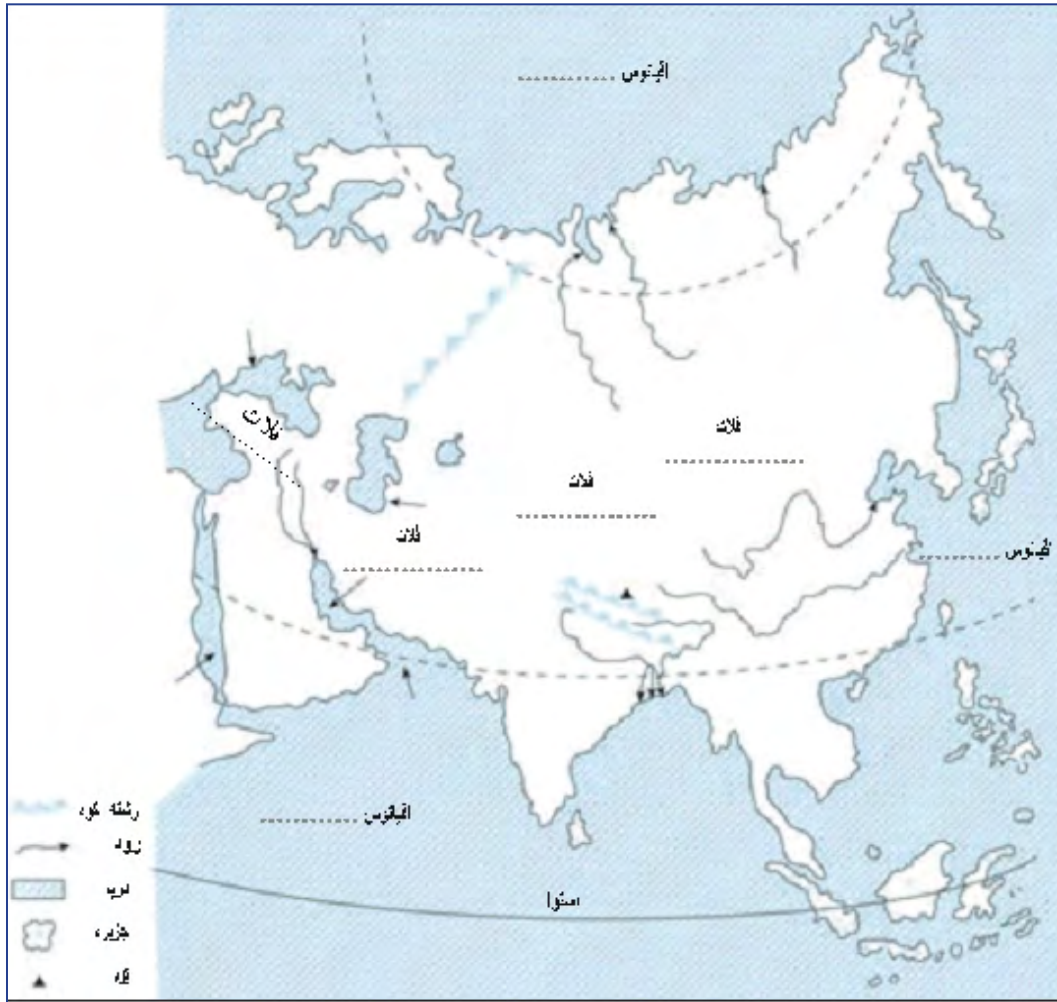 اقیانوس ............
فلات
فلات
............
فلات
............
فلات
............
اقیانوس ............
اقیانوس ............
استوا
رشته کوه
رود
دریا
جزیره
قله